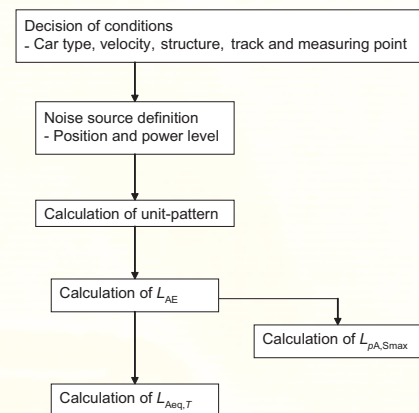 Decision of conditions
- Car type, velocity, structure, track and measuring point
Noise source definition
- Position and power level
Calculation of unit-pattern
Calculation of LAE
Calculation of LpA,Smax
Calculation of LAeq,T